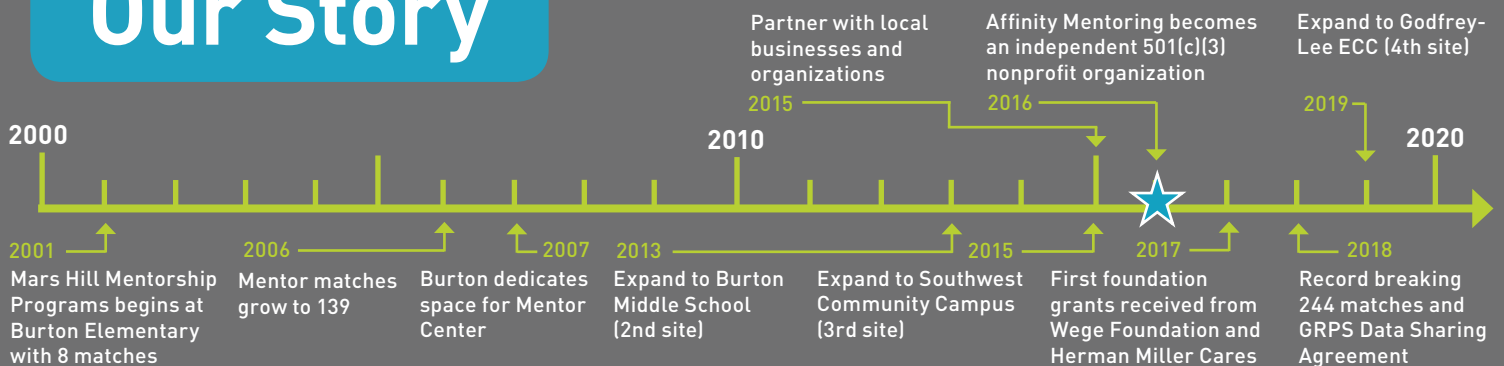 Our Story
Partner with local
businesses and
organizations
2015
Affinity Mentoring becomes
an independent 501(c)(3)
nonprofit organization
2016
Expand to Godfrey-
Lee ECC (4th site)
2019
2000
2010
2020
2001
Mars Hill Mentorship
Programs begins at
Burton Elementary
with 8 matches
2006
Mentor matches
grow to 139
2007
Burton dedicates
space for Mentor
Center
2013
Expand to Burton
Middle School
(2nd site)
2015
Expand to Southwest
Community Campus
(3rd site)
2017
First foundation
grants received from
Wege Foundation and
Herman Miller Cares
2018
Record breaking
244 matches and
GRPS Data Sharing
Agreement